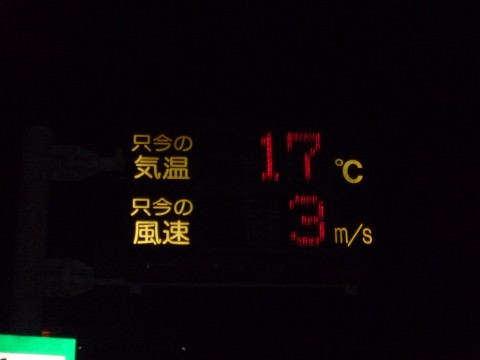 只今の
気温 17 ℃
只今の
風速 3 m/s